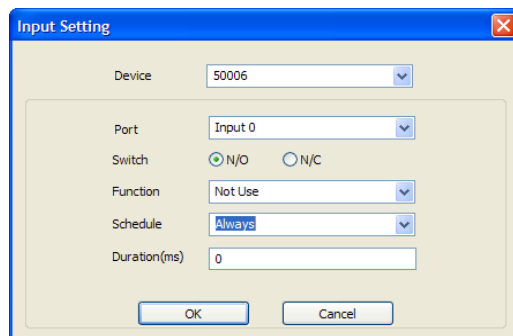 Input Setting
Device 50006
Port Input 0
Switch N/O N/C
Function Not Use
Schedule Always
Duration(ms) 0
OK Cancel